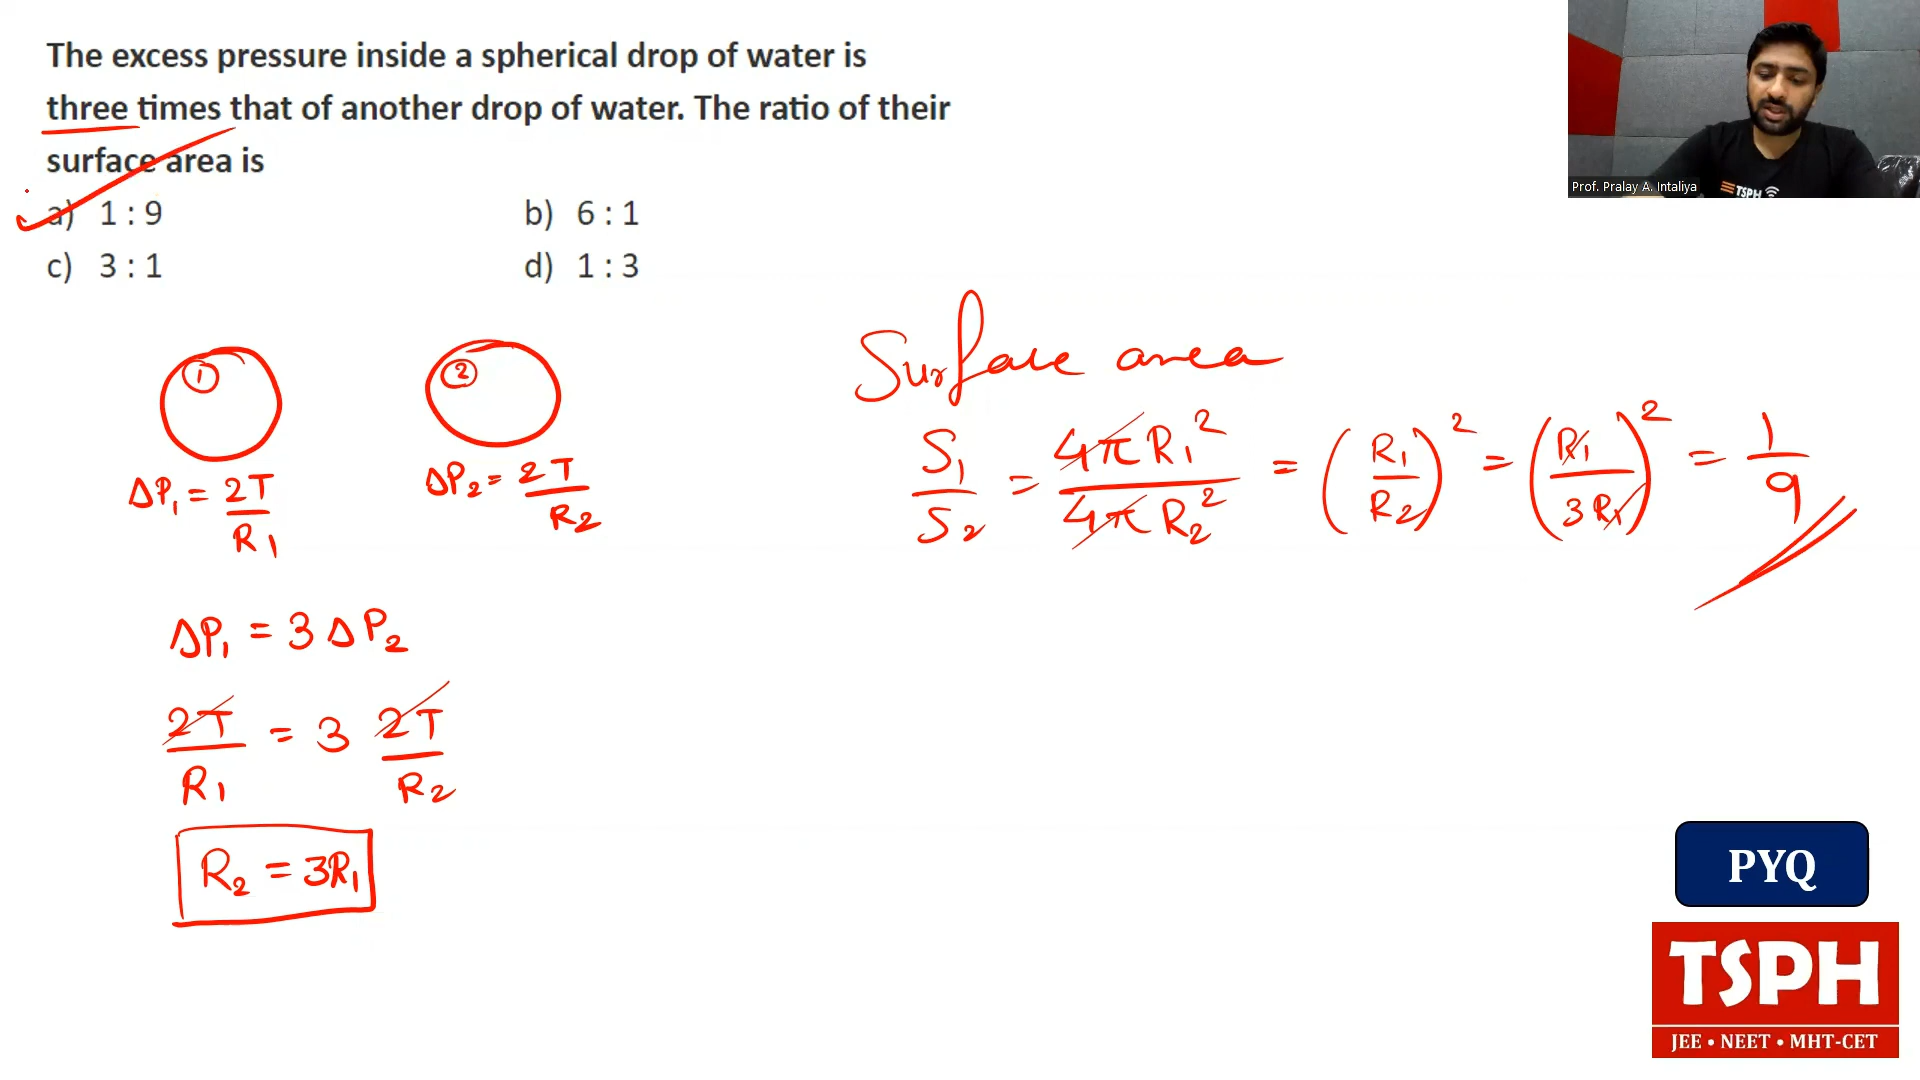 The excess pressure inside a spherical drop of water is
three times that of another drop of water. The ratio of their
surface area is
a) 1 : 9
b) 6 : 1
c) 3 : 1
d) 1 : 3
Prof. Pralay A. Intaliya
TSPH
1
2
ΔP₁ = 2T/R₁
ΔP₂ = 2T/R₂
ΔP₁ = 3 ΔP₂
2T/R₁ = 3 2T/R₂
R₂ = 3R₁
Surface area
S₁/S₂ = 4πR₁²/4πR₂² = (R₁/R₂)² = (R₁/3R₁)² = 1/9
PYQ
TSPH
JEE • NEET • MHT-CET